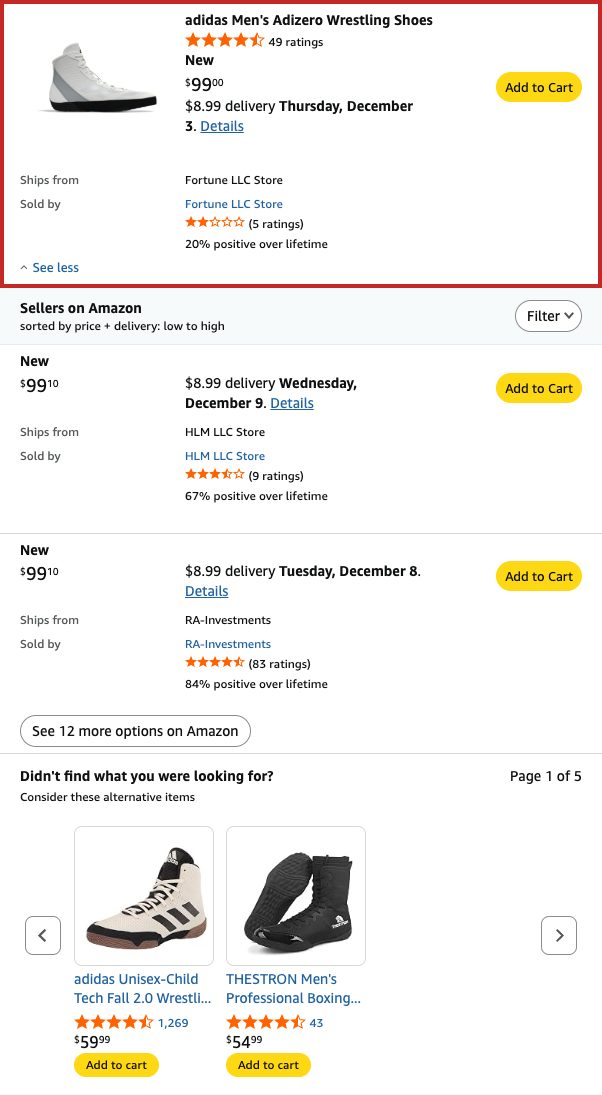 adidas Men's Adizero Wrestling Shoes
49 ratings
New
$99.00
$8.99 delivery Thursday, December
3. Details
Add to Cart
Ships from
Fortune LLC Store
Sold by
Fortune LLC Store
(5 ratings)
20% positive over lifetime
See less
Sellers on Amazon
sorted by price + delivery: low to high
Filter
New
$99.10
$8.99 delivery Wednesday,
December 9. Details
Add to Cart
Ships from
HLM LLC Store
Sold by
HLM LLC Store
(9 ratings)
67% positive over lifetime
New
$99.10
$8.99 delivery Tuesday, December 8.
Details
Add to Cart
Ships from
RA-Investments
Sold by
RA-Investments
(83 ratings)
84% positive over lifetime
See 12 more options on Amazon
Didn't find what you were looking for?
Page 1 of 5
Consider these alternative items
adidas Unisex-Child
Tech Fall 2.0 Wrestli...
1,269
$59.99
Add to cart
THESTRON Men's
Professional Boxing...
43
$54.99
Add to cart